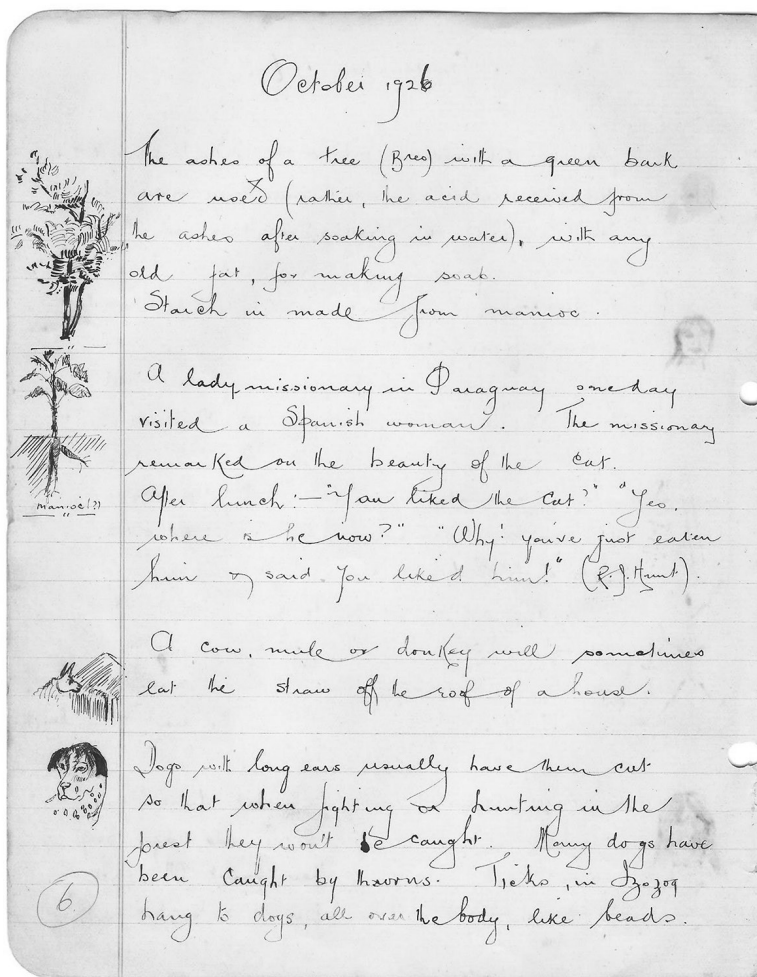 October 1926
The ashes of a tree (Breo) with a green bark
are used (rather, the acid received from
the ashes after soaking in water), with any
old fat, for making soap.
Starch is made from manioc.
A lady missionary in Paraguay one day
visited a Spanish woman. The missionary
remarked on the beauty of the cat.
manioc(?)
After lunch:—"You liked the cat?" "Yes,
where is he now?" "Why! you've just eaten
him & said you liked him!" (R.J. Hunt).
A cow, mule or donkey will sometimes
eat the straw off the roof of a house.
Dogs with long ears usually have them cut
so that when fighting or hunting in the
forest they won't be caught. Many dogs have
been caught by thorns. Ticks, in Izozog
hang to dogs, all over the body, like beads.
6.